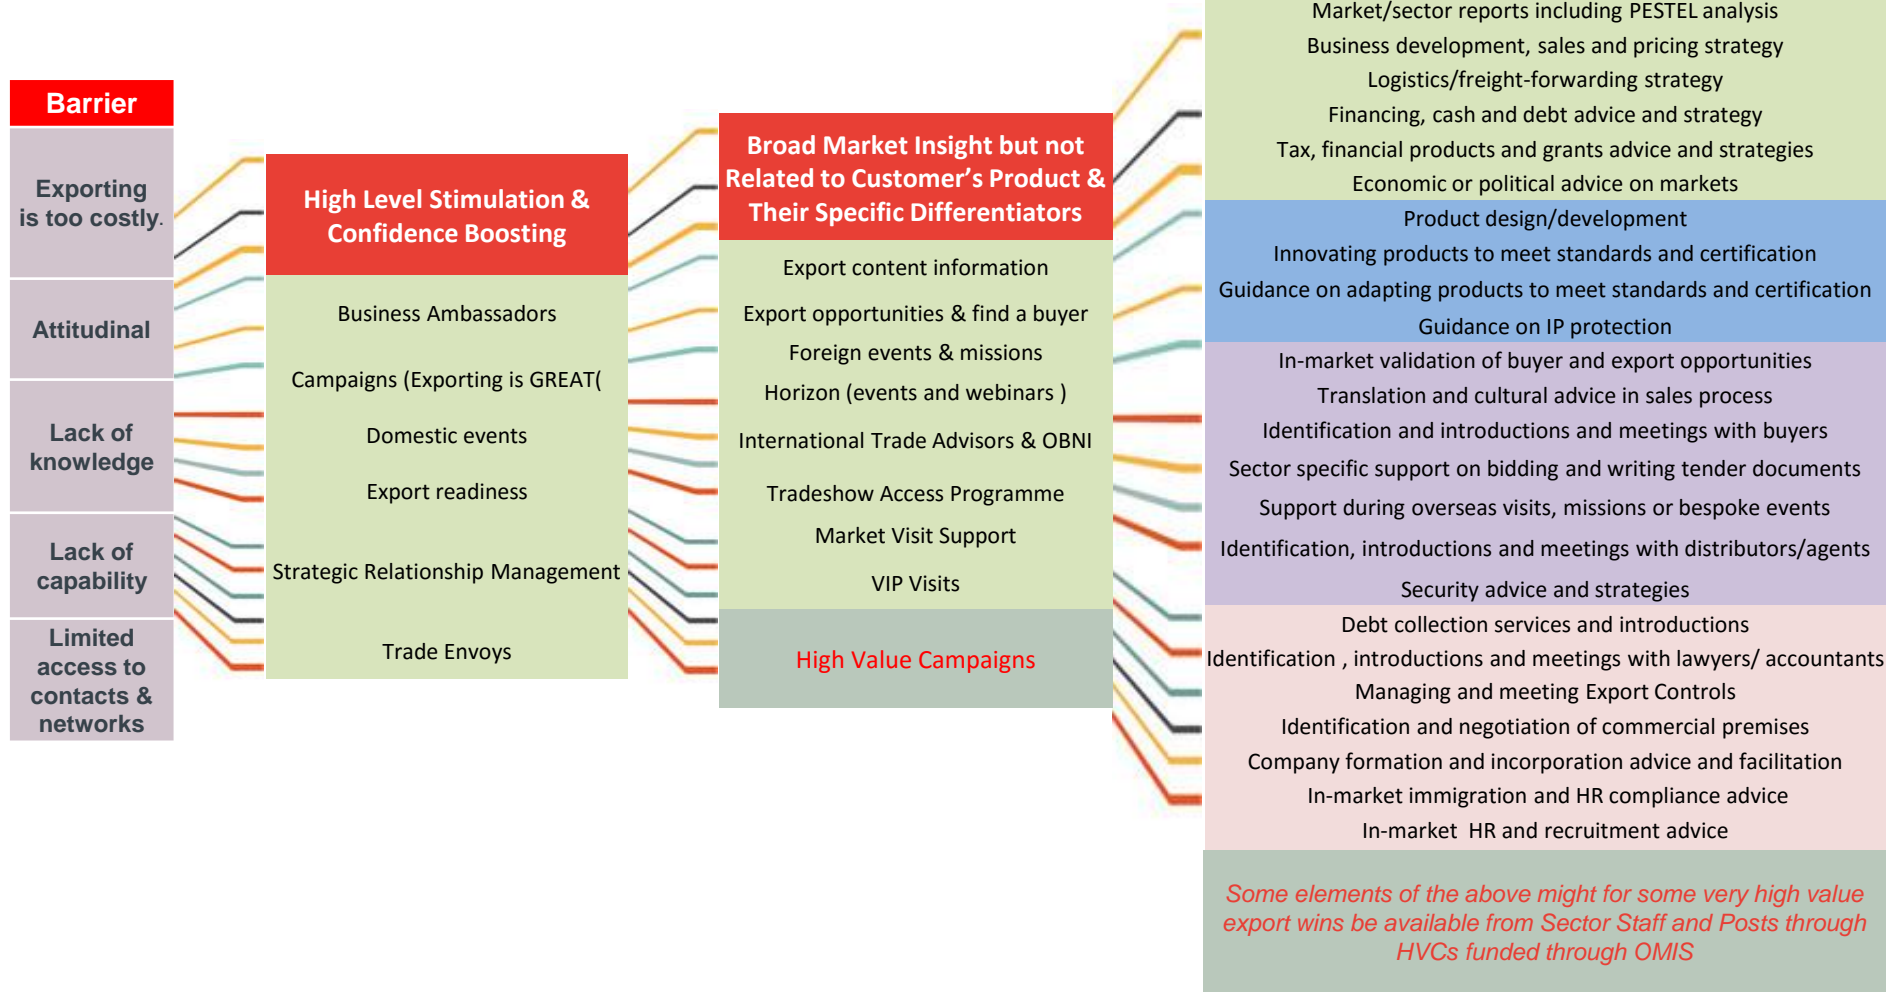 Barrier
Exporting
is too costly.
Attitudinal
Lack of
knowledge
Lack of
capability
Limited
access to
contacts &
networks
High Level Stimulation &
Confidence Boosting
Business Ambassadors
Campaigns (Exporting is GREAT(
Domestic events
Export readiness
Strategic Relationship Management
Trade Envoys
Broad Market Insight but not
Related to Customer’s Product &
Their Specific Differentiators
Export content information
Export opportunities & find a buyer
Foreign events & missions
Horizon (events and webinars )
International Trade Advisors & OBNI
Tradeshow Access Programme
Market Visit Support
VIP Visits
High Value Campaigns
Market/sector reports including PESTEL analysis
Business development, sales and pricing strategy
Logistics/freight-forwarding strategy
Financing, cash and debt advice and strategy
Tax, financial products and grants advice and strategies
Economic or political advice on markets
Product design/development
Innovating products to meet standards and certification
Guidance on adapting products to meet standards and certification
Guidance on IP protection
In-market validation of buyer and export opportunities
Translation and cultural advice in sales process
Identification and introductions and meetings with buyers
Sector specific support on bidding and writing tender documents
Support during overseas visits, missions or bespoke events
Identification, introductions and meetings with distributors/agents
Security advice and strategies
Debt collection services and introductions
Identification , introductions and meetings with lawyers/ accountants
Managing and meeting Export Controls
Identification and negotiation of commercial premises
Company formation and incorporation advice and facilitation
In-market immigration and HR compliance advice
In-market  HR and recruitment advice
Some elements of the above might for some very high value
export wins be available from Sector Staff and Posts through
HVCs funded through OMIS